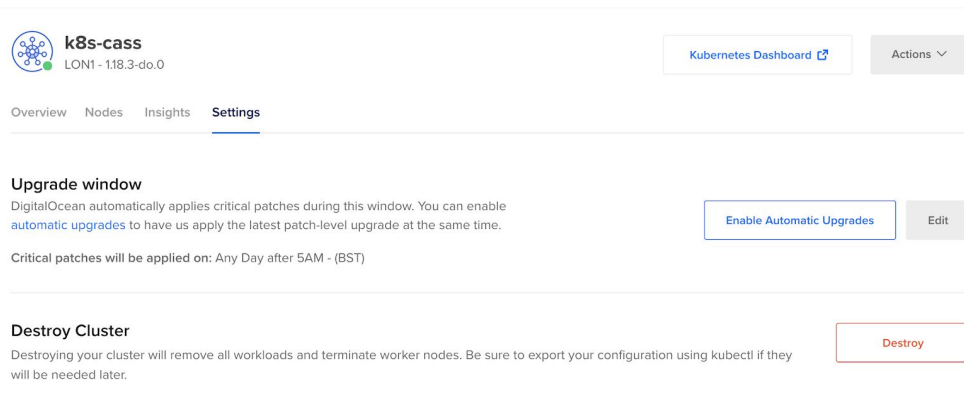 k8s-cass
LON1 - 1.18.3-do.0
Kubernetes Dashboard
Actions
Overview Nodes Insights Settings
Upgrade window
DigitalOcean automatically applies critical patches during this window. You can enable
automatic upgrades to have us apply the latest patch-level upgrade at the same time.
Enable Automatic Upgrades
Edit
Critical patches will be applied on: Any Day after 5AM - (BST)
Destroy Cluster
Destroying your cluster will remove all workloads and terminate worker nodes. Be sure to export your configuration using kubectl if they
will be needed later.
Destroy